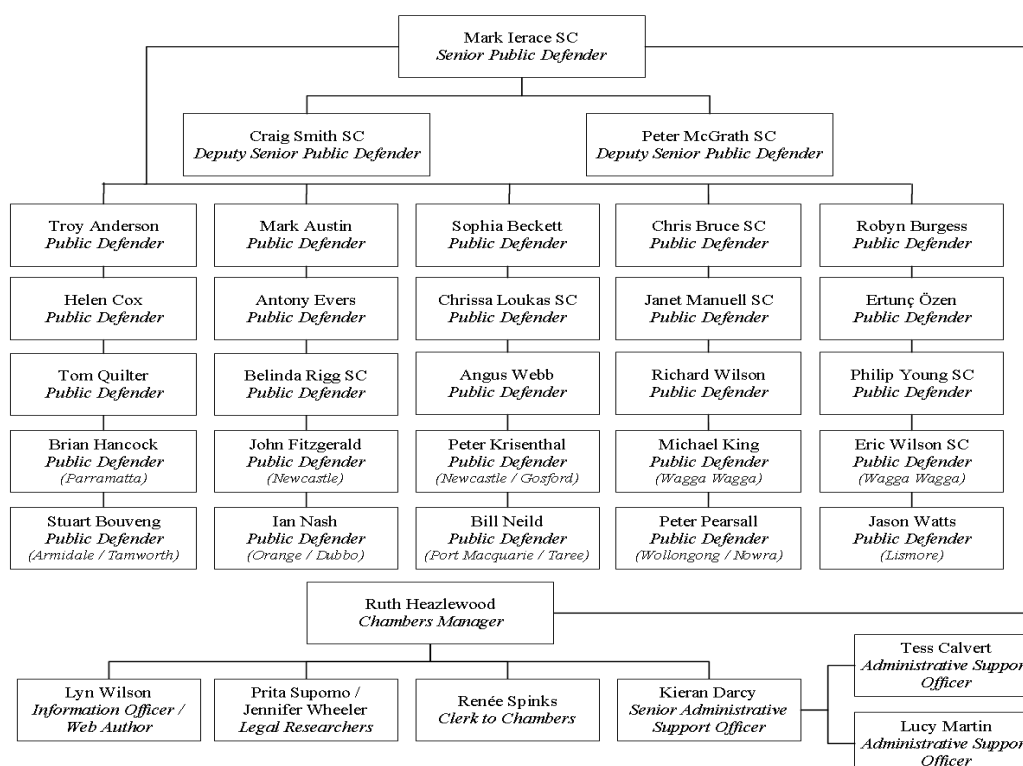 Mark Ierace SC
Senior Public Defender
Craig Smith SC
Deputy Senior Public Defender
Peter McGrath SC
Deputy Senior Public Defender
Troy Anderson
Public Defender
Mark Austin
Public Defender
Sophia Beckett
Public Defender
Chris Bruce SC
Public Defender
Robyn Burgess
Public Defender
Helen Cox
Public Defender
Antony Evers
Public Defender
Chrissa Loukas SC
Public Defender
Janet Manuell SC
Public Defender
Ertunç Özen
Public Defender
Tom Quilter
Public Defender
Belinda Rigg SC
Public Defender
Angus Webb
Public Defender
Richard Wilson
Public Defender
Philip Young SC
Public Defender
Brian Hancock
Public Defender
(Parramatta)
John Fitzgerald
Public Defender
(Newcastle)
Peter Krisenthal
Public Defender
(Newcastle / Gosford)
Michael King
Public Defender
(Wagga Wagga)
Eric Wilson SC
Public Defender
(Wagga Wagga)
Stuart Bouveng
Public Defender
(Armidale / Tamworth)
Ian Nash
Public Defender
(Orange / Dubbo)
Bill Neild
Public Defender
(Port Macquarie / Taree)
Peter Pearsall
Public Defender
(Wollongong / Nowra)
Jason Watts
Public Defender
(Lismore)
Ruth Heazlewood
Chambers Manager
Lyn Wilson
Information Officer /
Web Author
Prita Supomo /
Jennifer Wheeler
Legal Researchers
Renée Spinks
Clerk to Chambers
Kieran Darcy
Senior Administrative
Support Officer
Tess Calvert
Administrative Support
Officer
Lucy Martin
Administrative Support
Officer